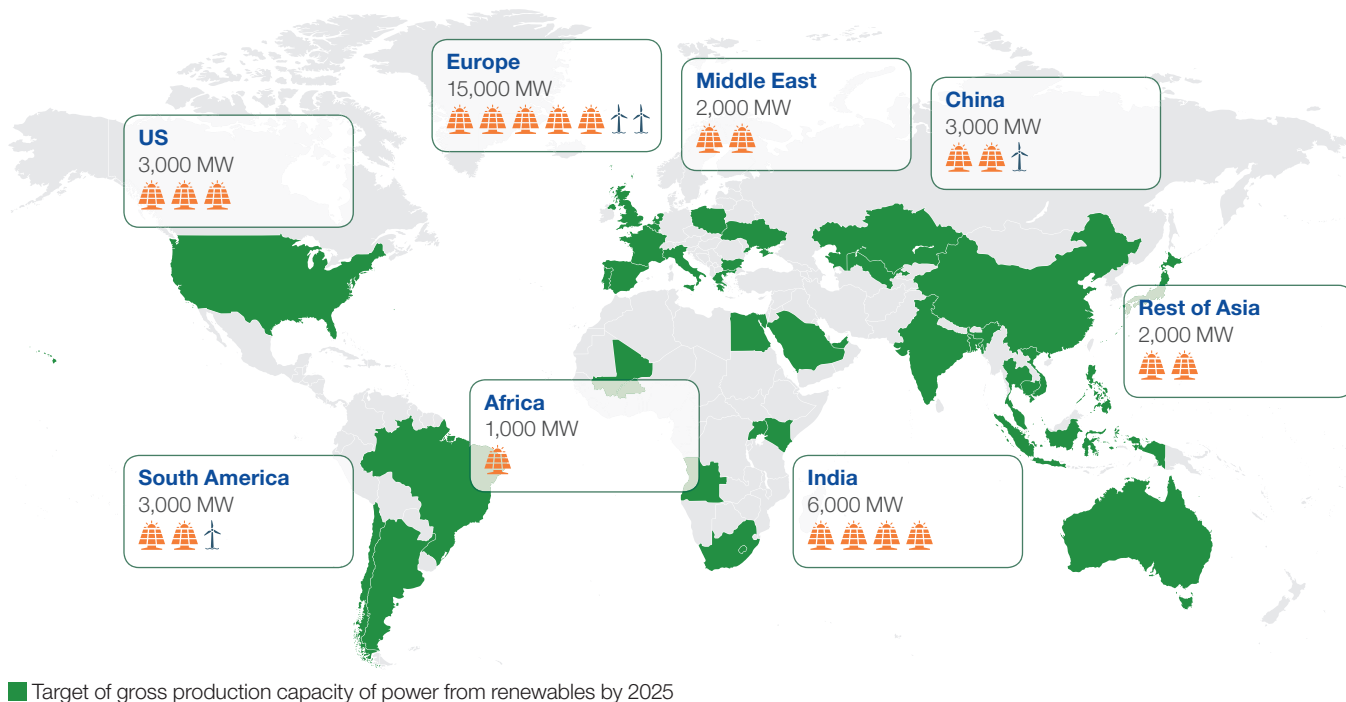 Europe
15,000 MW
Middle East
2,000 MW
China
3,000 MW
US
3,000 MW
Rest of Asia
2,000 MW
Africa
1,000 MW
South America
3,000 MW
India
6,000 MW
Target of gross production capacity of power from renewables by 2025